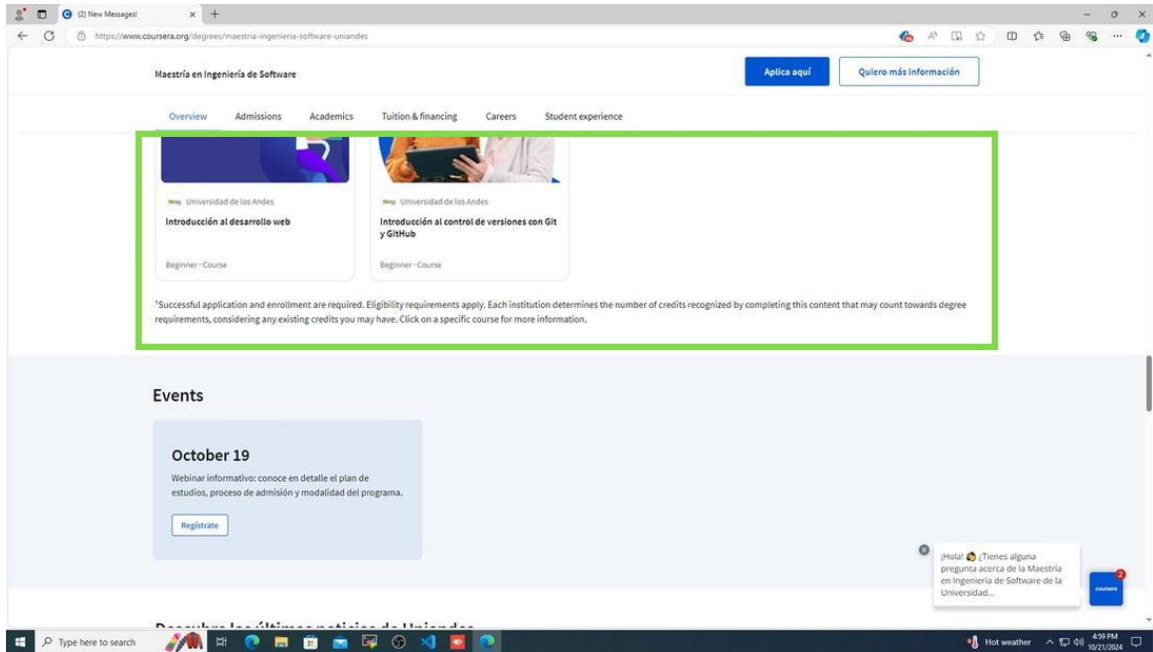 (2) New Messages!
https://www.coursera.org/degrees/maestria-ingenieria-software-uniandes
Maestría en Ingeniería de Software
Aplica aquí
Quiero más información
Overview Admissions Academics Tuition & financing Careers Student experience
Universidad de los Andes
Introducción al desarrollo web
Beginner · Course
Universidad de los Andes
Introducción al control de versiones con Git
y GitHub
Beginner · Course
¹Successful application and enrollment are required. Eligibility requirements apply. Each institution determines the number of credits recognized by completing this content that may count towards degree
requirements, considering any existing credits you may have. Click on a specific course for more information.
Events
October 19
Webinar informativo: conoce en detalle el plan de
estudios, proceso de admisión y modalidad del programa.
Regístrate
¡Hola! ¿Tienes alguna
pregunta acerca de la Maestría
en Ingeniería de Software de la
Universidad...
coursera
2
Descubre las últimas noticias de Uniandes
Type here to search
Hot weather
4:59 PM
10/21/2024